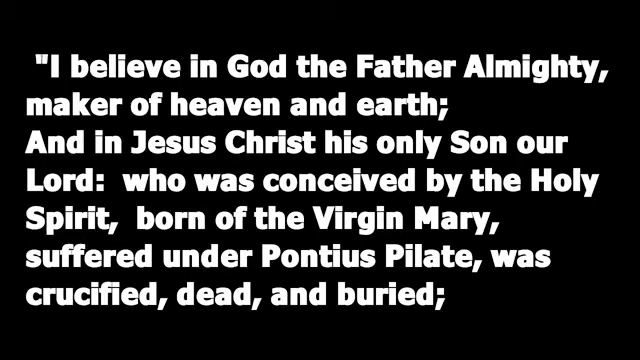 "I believe in God the Father Almighty,
maker of heaven and earth;
And in Jesus Christ his only Son our
Lord:  who was conceived by the Holy
Spirit,  born of the Virgin Mary,
suffered under Pontius Pilate, was
crucified, dead, and buried;